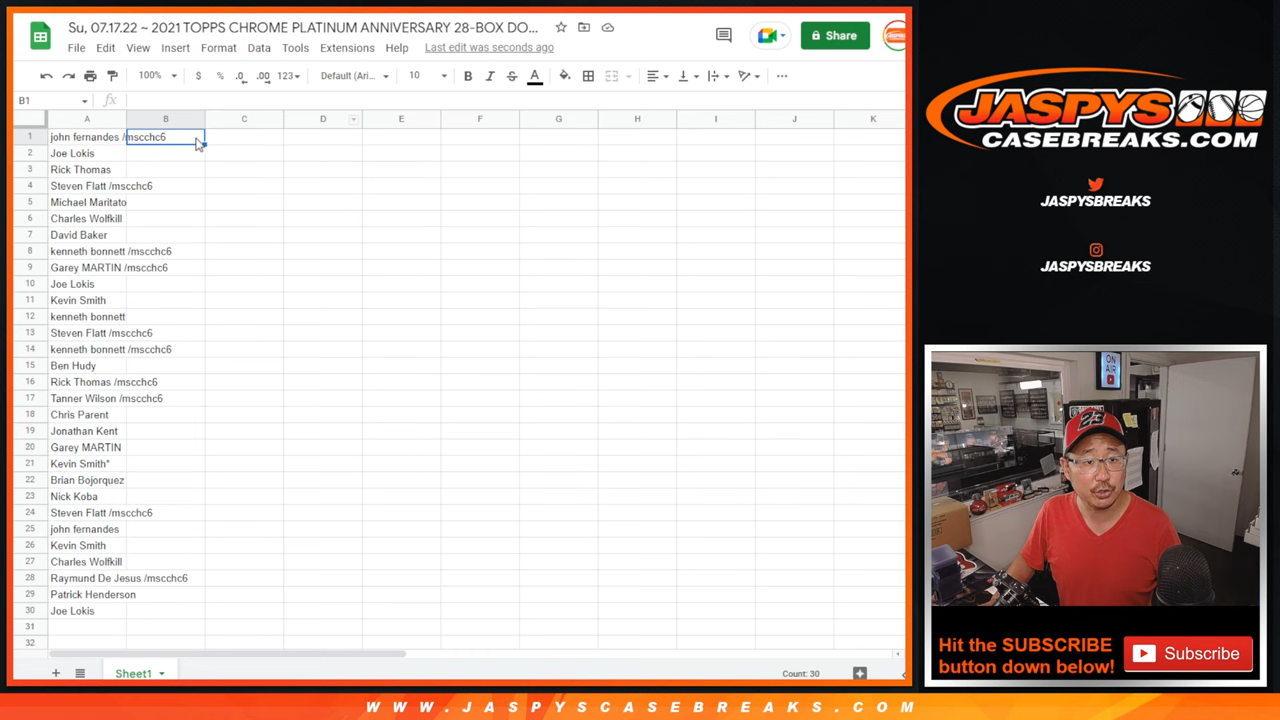 Su, 07.17.22 ~ 2021 TOPPS CHROME PLATINUM ANNIVERSARY 28-BOX DO...
File Edit View Insert Format Data Tools Extensions Help Last edit was seconds ago
Share
100% $ % .0 .00 123 Default (Ari... 10 B I S A
B1 fx
A B C D E F G H I J K
1 john fernandes /mscchc6
2 Joe Lokis
3 Rick Thomas
4 Steven Flatt /mscchc6
5 Michael Maritato
6 Charles Wolfkill
7 David Baker
8 kenneth bonnett /mscchc6
9 Garey MARTIN /mscchc6
10 Joe Lokis
11 Kevin Smith
12 kenneth bonnett
13 Steven Flatt /mscchc6
14 kenneth bonnett /mscchc6
15 Ben Hudy
16 Rick Thomas /mscchc6
17 Tanner Wilson /mscchc6
18 Chris Parent
19 Jonathan Kent
20 Garey MARTIN
21 Kevin Smith*
22 Brian Bojorquez
23 Nick Koba
24 Steven Flatt /mscchc6
25 john fernandes
26 Kevin Smith
27 Charles Wolfkill
28 Raymund De Jesus /mscchc6
29 Patrick Henderson
30 Joe Lokis
31
32
Sheet1
Count: 30
JASPYS
CASEBREAKS.COM
JASPYSBREAKS
JASPYSBREAKS
ON
AIR
23
Hit the SUBSCRIBE
button down below!
Subscribe
WWW.JASPYSCASEBREAKS.COM